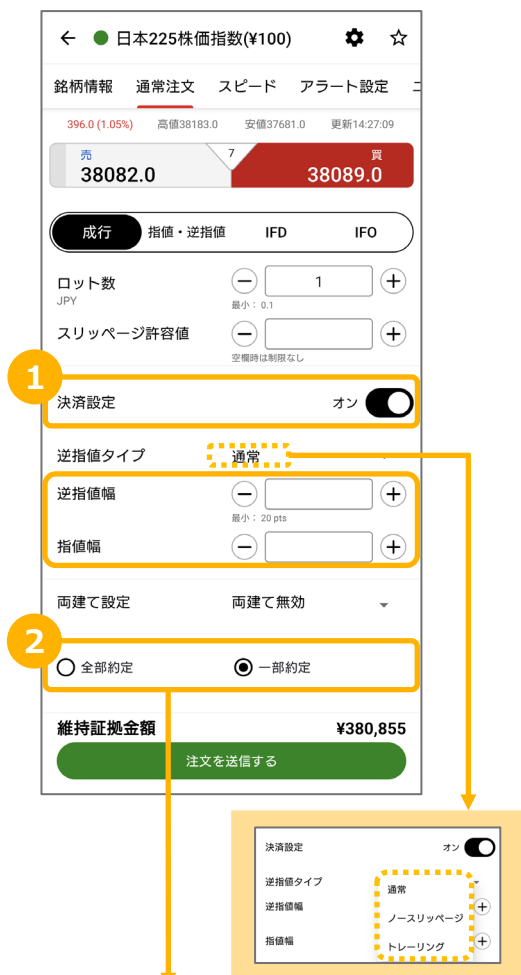 日本225株価指数(¥100)
銘柄情報 通常注文 スピード アラート設定
396.0 (1.05%) 高値38183.0 安値37681.0 更新14:27:09
売 7 買
38082.0 38089.0
成行 指値・逆指値 IFD IFO
ロット数 1
JPY 最小： 0.1
スリッページ許容値
空欄時は制限なし
1
決済設定 オン
逆指値タイプ 通常
逆指値幅
最小： 20 pts
指値幅
両建て設定 両建て無効
2
全部約定 一部約定
維持証拠金額 ¥380,855
注文を送信する
決済設定 オン
逆指値タイプ 通常
逆指値幅
ノースリッページ
指値幅 トレーリング